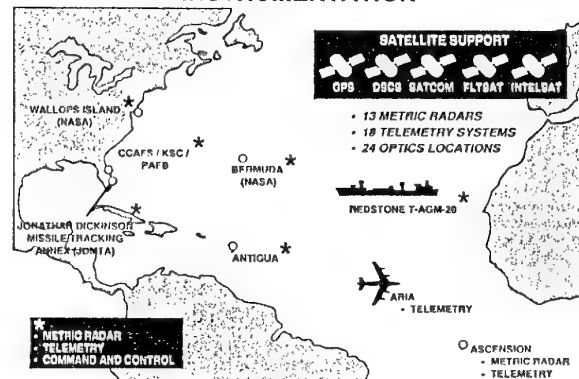 SATELLITE SUPPORT
GPS DSCS SATCOM FLTSAT INTELSAT
• 13 METRIC RADARS
• 18 TELEMETRY SYSTEMS
• 24 OPTICS LOCATIONS
WALLOPS ISLAND
(NASA)
CCAFS / KSC /
PAFB
BERMUDA
(NASA)
REDSTONE T-AGM-20
JONATHAN DICKINSON
MISSILE TRACKING
ANNEX (JDMTA)
ANTIGUA
ARIA
• TELEMETRY
* 
• METRIC RADAR
• TELEMETRY
• COMMAND AND CONTROL
ASCENSION
• METRIC RADAR
• TELEMETRY